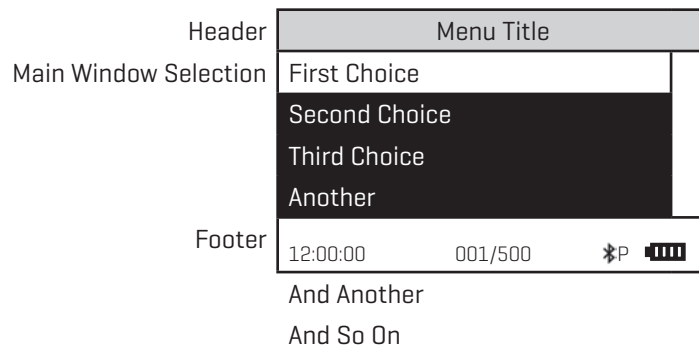 Header Menu Title
Main Window Selection First Choice
Second Choice
Third Choice
Another
Footer 12:00:00 001/500 P
And Another
And So On